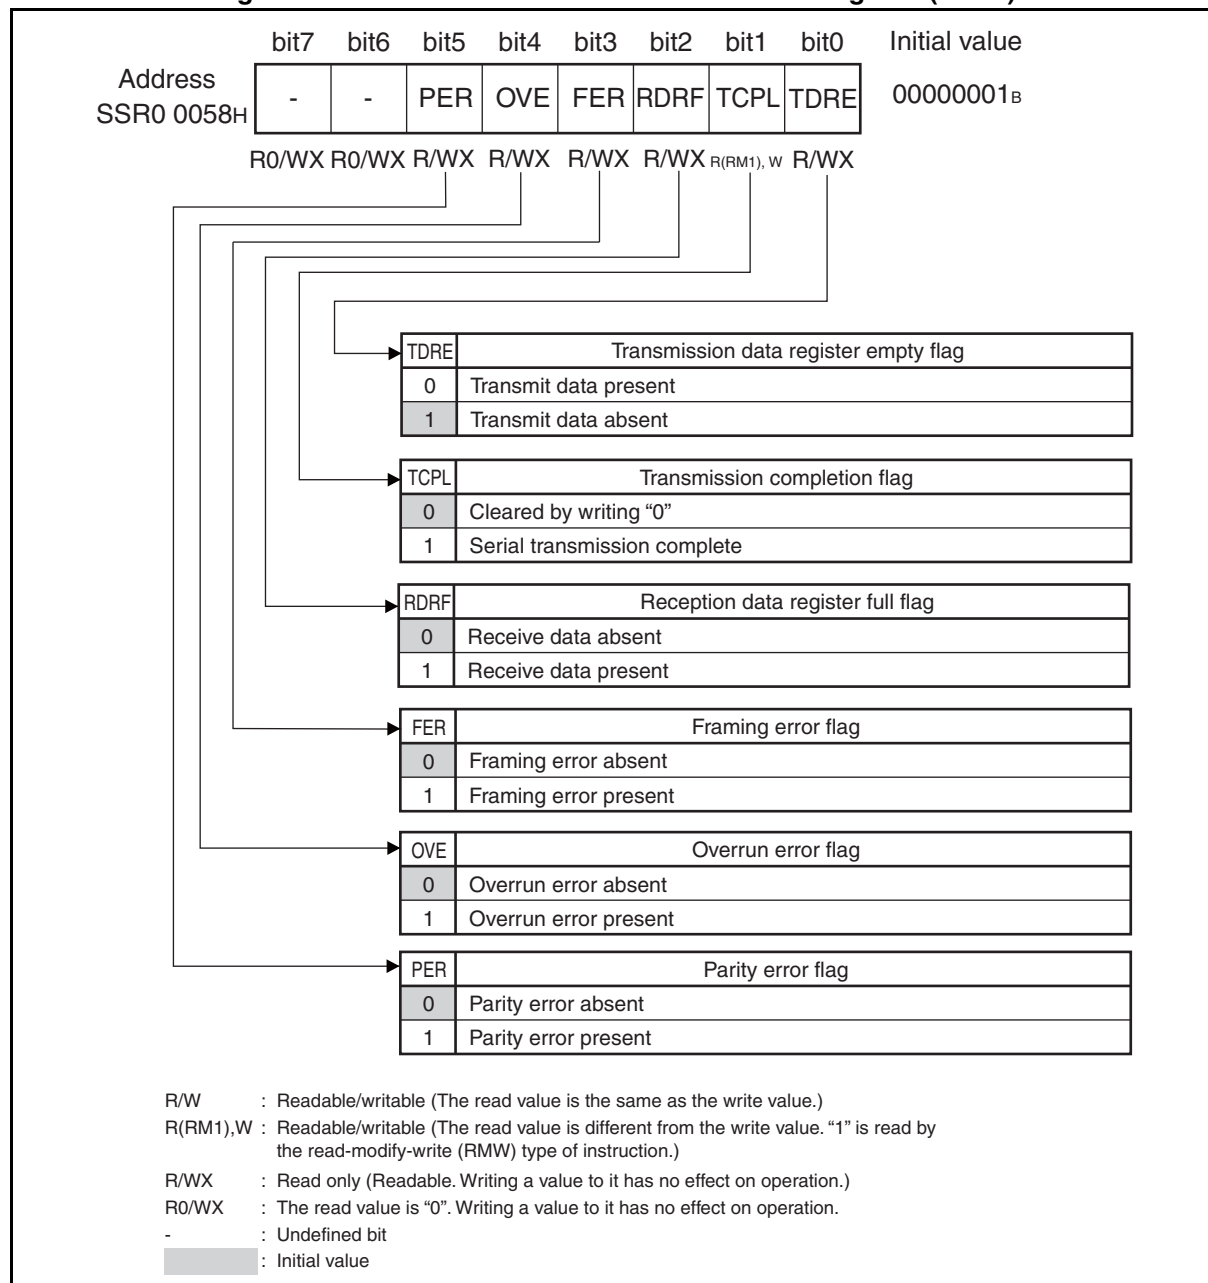 bit7 bit6 bit5 bit4 bit3 bit2 bit1 bit0 Initial value
Address
SSR0 0058H - - PER OVE FER RDRF TCPL TDRE 00000001B
R0/WX R0/WX R/WX R/WX R/WX R/WX R(RM1), W R/WX
TDRE Transmission data register empty flag
0 Transmit data present
1 Transmit data absent
TCPL Transmission completion flag
0 Cleared by writing “0”
1 Serial transmission complete
RDRF Reception data register full flag
0 Receive data absent
1 Receive data present
FER Framing error flag
0 Framing error absent
1 Framing error present
OVE Overrun error flag
0 Overrun error absent
1 Overrun error present
PER Parity error flag
0 Parity error absent
1 Parity error present
R/W : Readable/writable (The read value is the same as the write value.)
R(RM1),W : Readable/writable (The read value is different from the write value. “1” is read by
the read-modify-write (RMW) type of instruction.)
R/WX : Read only (Readable. Writing a value to it has no effect on operation.)
R0/WX : The read value is “0”. Writing a value to it has no effect on operation.
- : Undefined bit
: Initial value